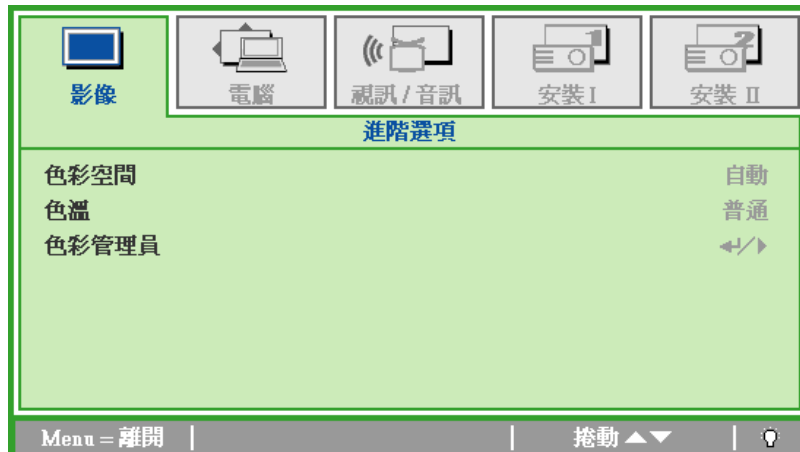 影像
電腦
視訊 / 音訊
安裝 I
安裝 II
進階選項
色彩空間 自動
色溫 普通
色彩管理員
Menu = 離開 捲動